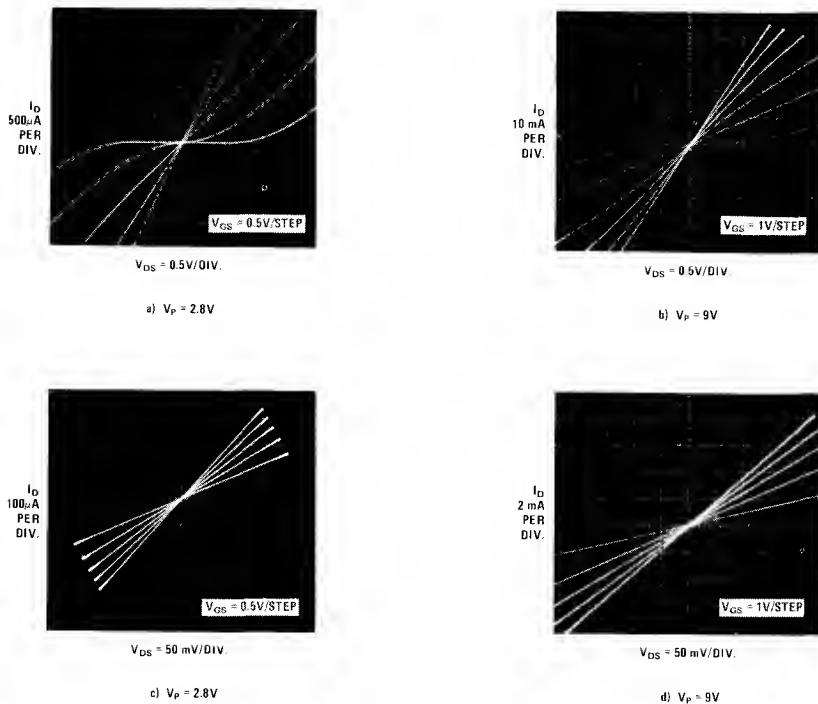 I_D
500µA
PER
DIV.
V_GS = 0.5V/STEP
V_DS = 0.5V/DIV.
a) V_P = 2.8V
I_D
10 mA
PER
DIV.
V_GS = 1V/STEP
V_DS = 0.5V/DIV.
b) V_P = 9V
I_D
100µA
PER
DIV.
V_GS = 0.5V/STEP
V_DS = 50 mV/DIV.
c) V_P = 2.8V
I_D
2 mA
PER
DIV.
V_GS = 1V/STEP
V_DS = 50 mV/DIV.
d) V_P = 9V